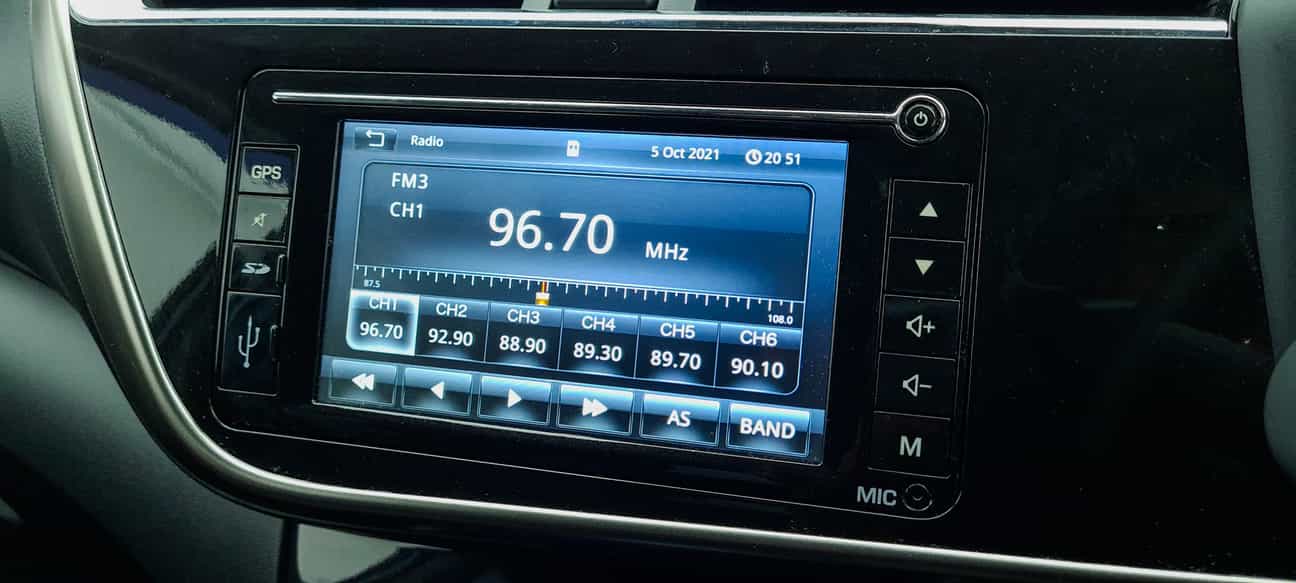 Radio
5 Oct 2021
20 51
GPS
FM3
CH1
96.70 MHz
87.5
108.0
CH1 CH2 CH3 CH4 CH5 CH6
96.70 92.90 88.90 89.30 89.70 90.10
AS BAND
SD
+
-
M
MIC